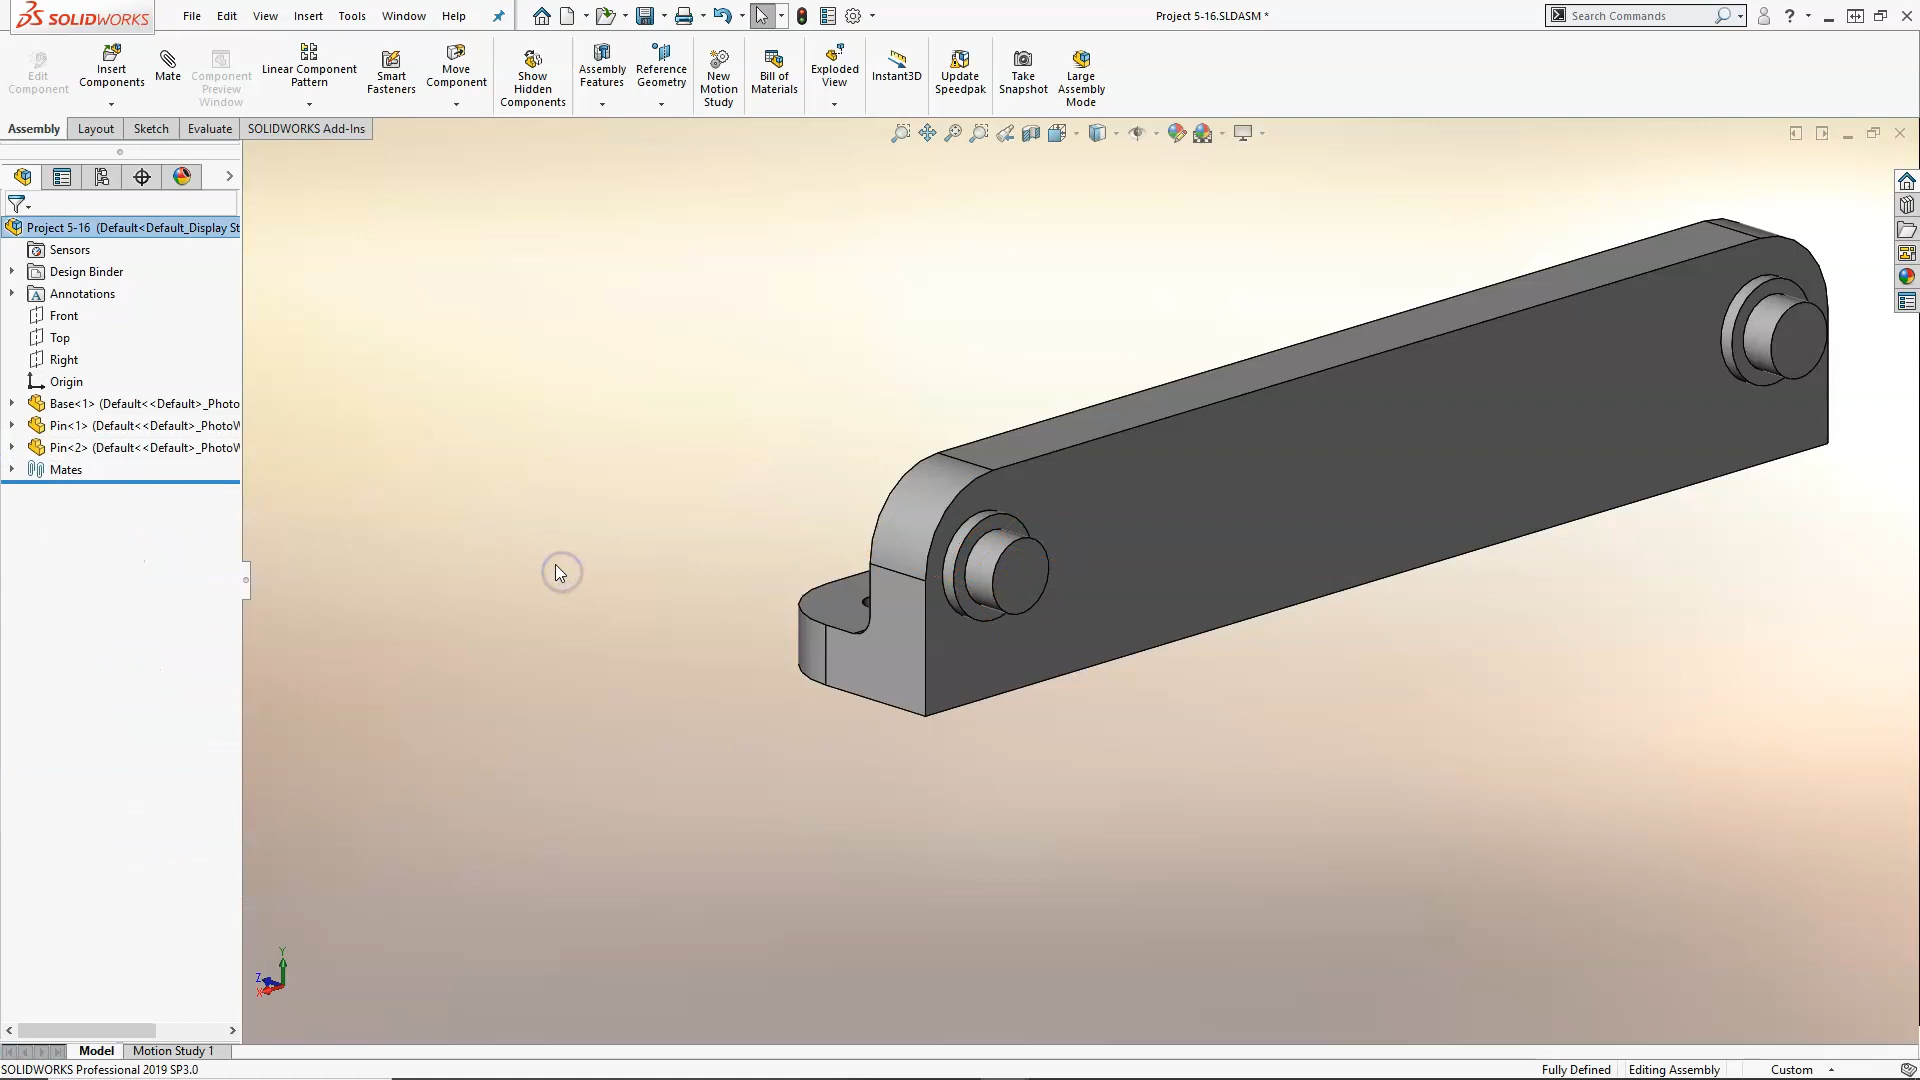 SOLIDWORKS File Edit View Insert Tools Window Help Project 5-16.SLDASM * Search Commands ?
Edit Component
Insert Components
Mate
Component Preview Window
Linear Component Pattern
Smart Fasteners
Move Component
Show Hidden Components
Assembly Features
Reference Geometry
New Motion Study
Bill of Materials
Exploded View
Instant3D
Update Speedpak
Take Snapshot
Large Assembly Mode
Assembly Layout Sketch Evaluate SOLIDWORKS Add-Ins
Project 5-16 (Default<Default_Display St
Sensors
Design Binder
A Annotations
Front
Top
Right
Origin
Base<1> (Default<<Default>_Photo
Pin<1> (Default<<Default>_PhotoW
Pin<2> (Default<<Default>_PhotoW
Mates
Y
Z
X
Model Motion Study 1
SOLIDWORKS Professional 2019 SP3.0 Fully Defined Editing Assembly Custom